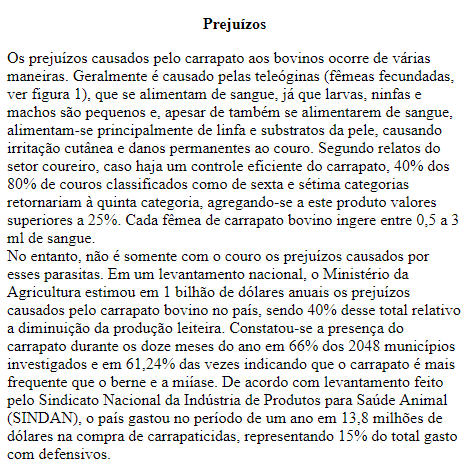 Prejuízos
Os prejuízos causados pelo carrapato aos bovinos ocorre de várias
maneiras. Geralmente é causado pelas teleóginas (fêmeas fecundadas,
ver figura 1), que se alimentam de sangue, já que larvas, ninfas e
machos são pequenos e, apesar de também se alimentarem de sangue,
alimentam-se principalmente de linfa e substratos da pele, causando
irritação cutânea e danos permanentes ao couro. Segundo relatos do
setor coureiro, caso haja um controle eficiente do carrapato, 40% dos
80% de couros classificados como de sexta e sétima categorias
retornariam à quinta categoria, agregando-se a este produto valores
superiores a 25%. Cada fêmea de carrapato bovino ingere entre 0,5 a 3
ml de sangue.
No entanto, não é somente com o couro os prejuízos causados por
esses parasitas. Em um levantamento nacional, o Ministério da
Agricultura estimou em 1 bilhão de dólares anuais os prejuízos
causados pelo carrapato bovino no país, sendo 40% desse total relativo
a diminuição da produção leiteira. Constatou-se a presença do
carrapato durante os doze meses do ano em 66% dos 2048 municípios
investigados e em 61,24% das vezes indicando que o carrapato é mais
frequente que o berne e a miíase. De acordo com levantamento feito
pelo Sindicato Nacional da Indústria de Produtos para Saúde Animal
(SINDAN), o país gastou no período de um ano em 13,8 milhões de
dólares na compra de carrapaticidas, representando 15% do total gasto
com defensivos.